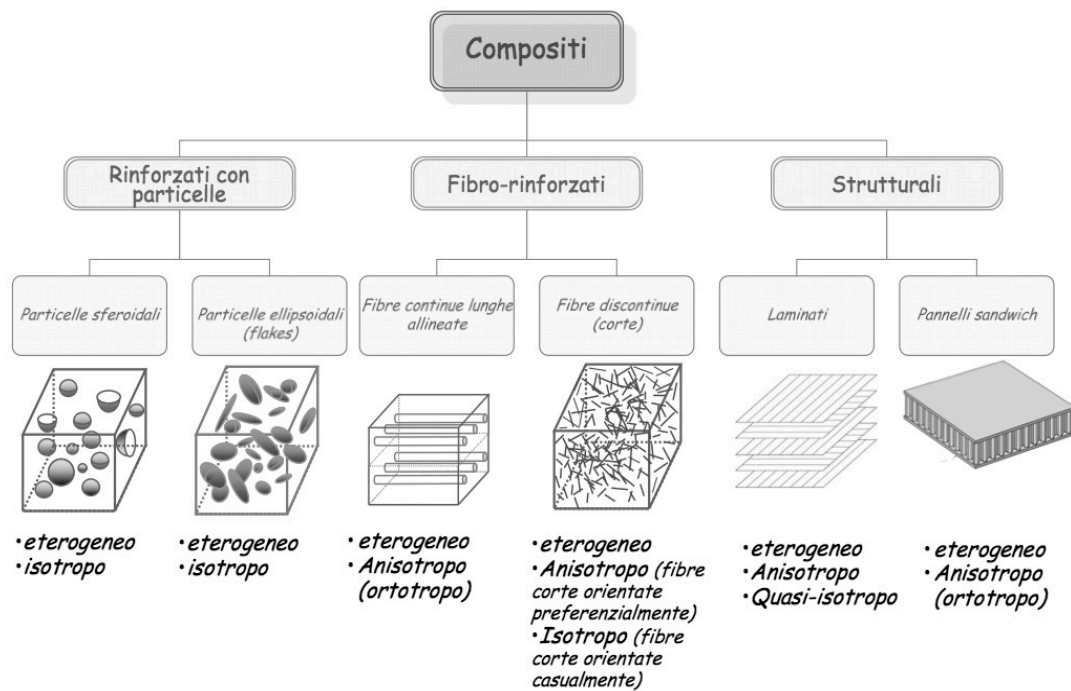 Compositi
Rinforzati con
particelle
Fibro-rinforzati
Strutturali
Particelle sferoidali
Particelle ellipsoidali
(flakes)
Fibre continue lunghe
allineate
Fibre discontinue
(corte)
Laminati
Pannelli sandwich
•eterogeneo
•isotropo
•eterogeneo
•isotropo
•eterogeneo
•Anisotropo
(ortotropo)
•eterogeneo
•Anisotropo (fibre
corte orientate
preferenzialmente)
•Isotropo (fibre
corte orientate
casualmente)
•eterogeneo
•Anisotropo
•Quasi-isotropo
•eterogeneo
•Anisotropo
(ortotropo)